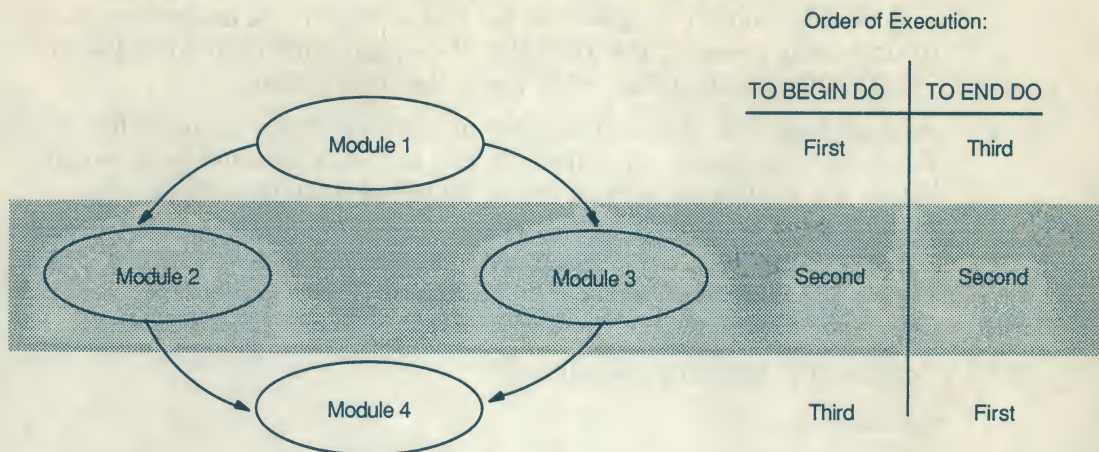 Order of Execution:
TO BEGIN DO TO END DO
Module 1 First Third
Module 2 Module 3 Second Second
Module 4 Third First